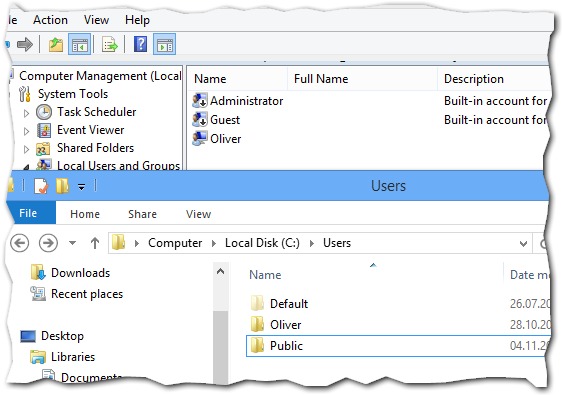 Action View Help
Computer Management (Local
System Tools
Task Scheduler
Event Viewer
Shared Folders
Local Users and Groups
Name Full Name Description
Administrator Built-in account for
Guest Built-in account for
Oliver
Users
File Home Share View
Computer Local Disk (C:) Users
Downloads
Recent places
Desktop
Libraries
Documents
Name Date mo
Default 26.07.20
Oliver 28.10.20
Public 04.11.20